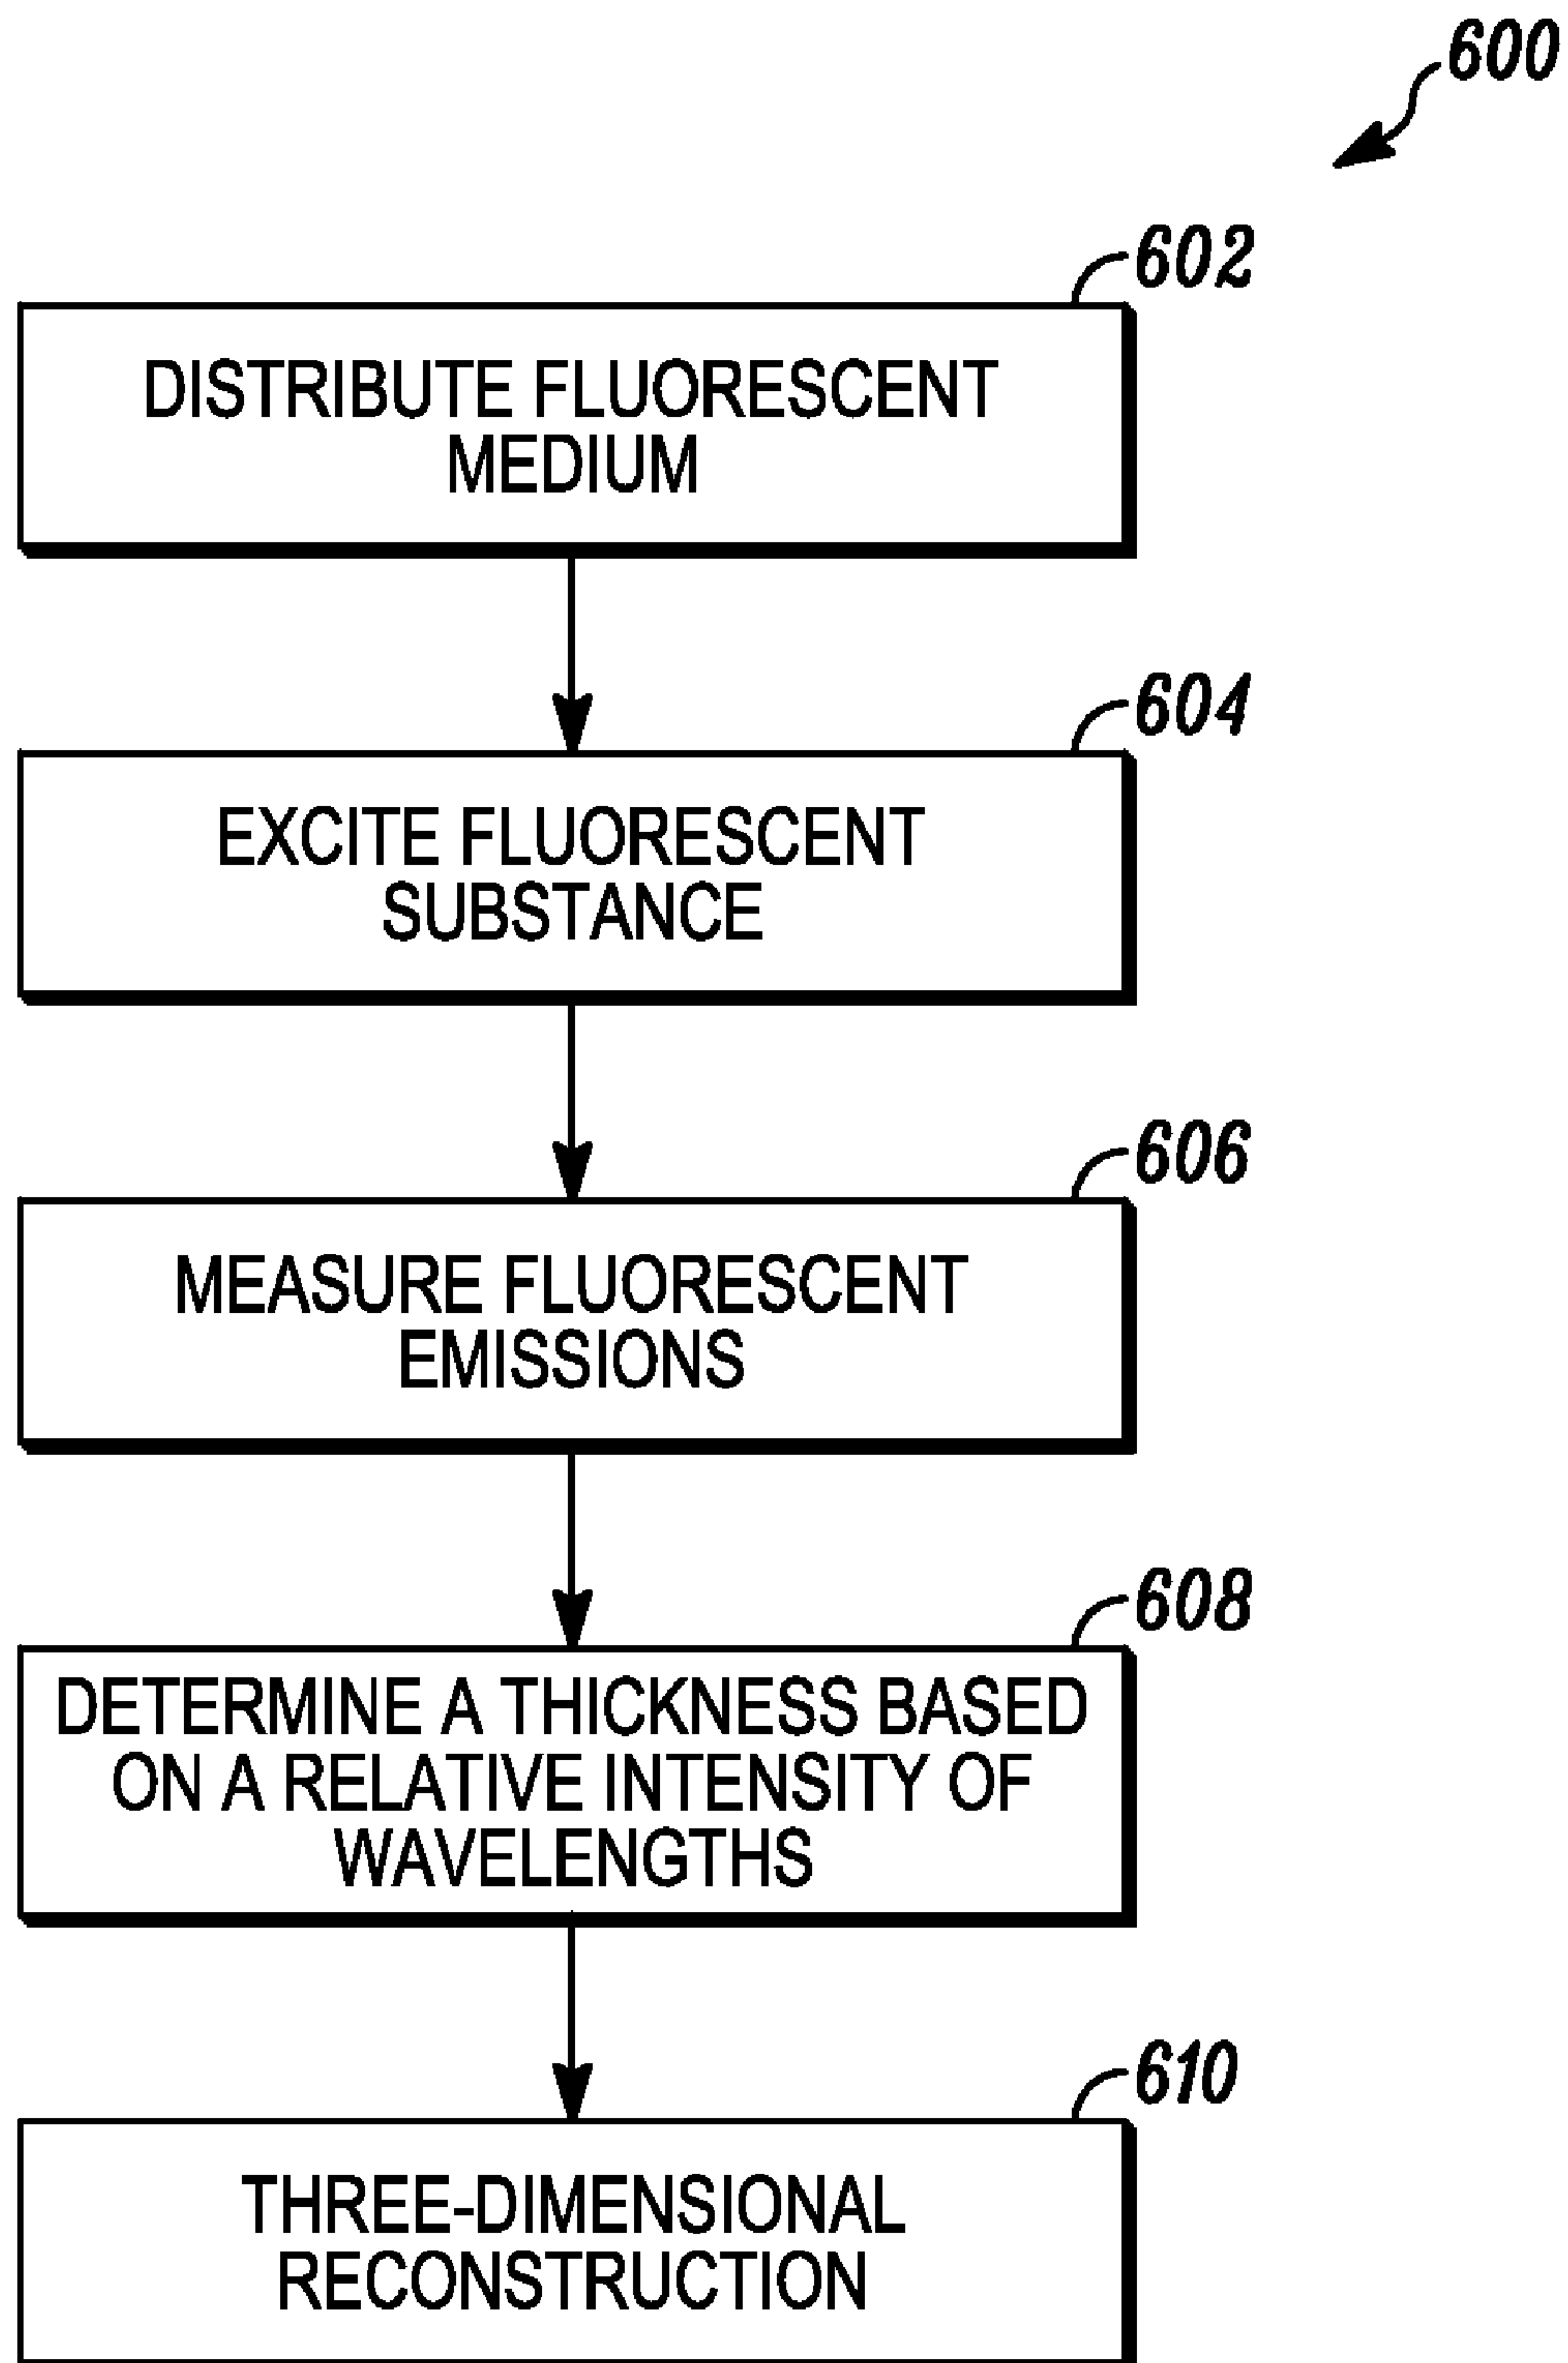 600
602
DISTRIBUTE FLUORESCENT
MEDIUM
604
EXCITE FLUORESCENT
SUBSTANCE
606
MEASURE FLUORESCENT
EMISSIONS
608
DETERMINE A THICKNESS BASED
ON A RELATIVE INTENSITY OF
WAVELENGTHS
610
THREE-DIMENSIONAL
RECONSTRUCTION